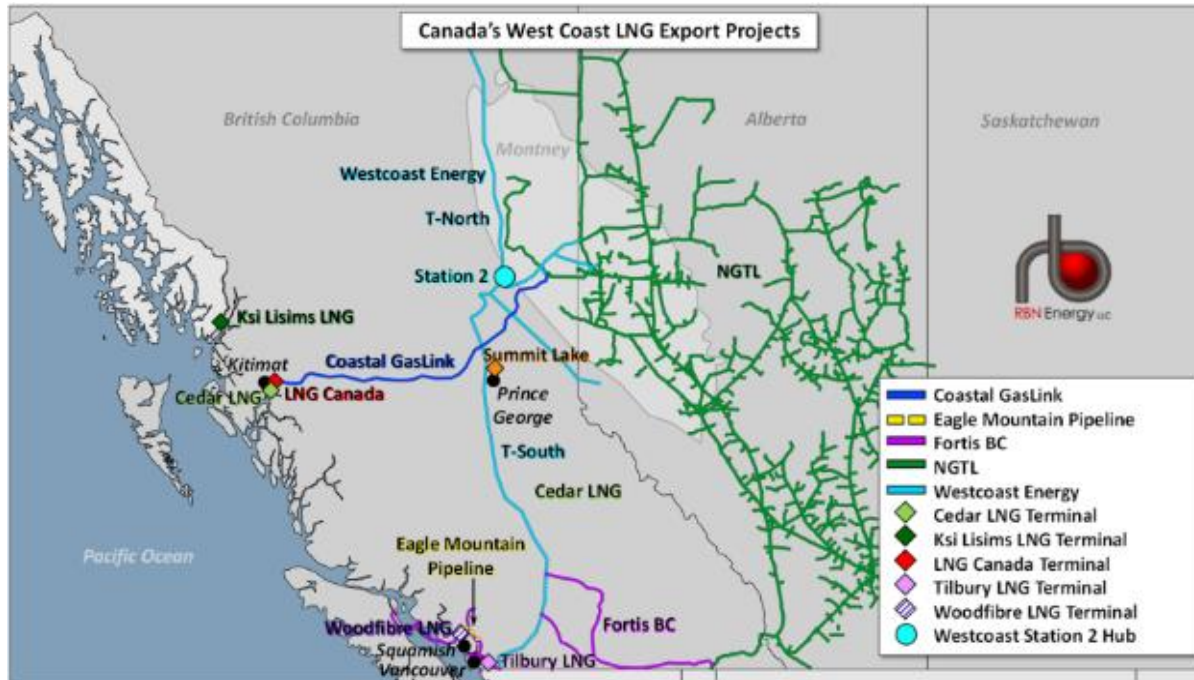 Canada's West Coast LNG Export Projects
British Columbia
Alberta
Saskatchewan
Montney
Westcoast Energy
T-North
Station 2
NGTL
RBN Energy LLC
Ksi Lisims LNG
Kitimat
Coastal GasLink
Summit Lake
Cedar LNG
LNG Canada
Prince
George
T-South
Cedar LNG
Pacific Ocean
Eagle Mountain
Pipeline
Woodfibre LNG
Fortis BC
Squamish
Vancouver
Tilbury LNG
Coastal GasLink
Eagle Mountain Pipeline
Fortis BC
NGTL
Westcoast Energy
Cedar LNG Terminal
Ksi Lisims LNG Terminal
LNG Canada Terminal
Tilbury LNG Terminal
Woodfibre LNG Terminal
Westcoast Station 2 Hub